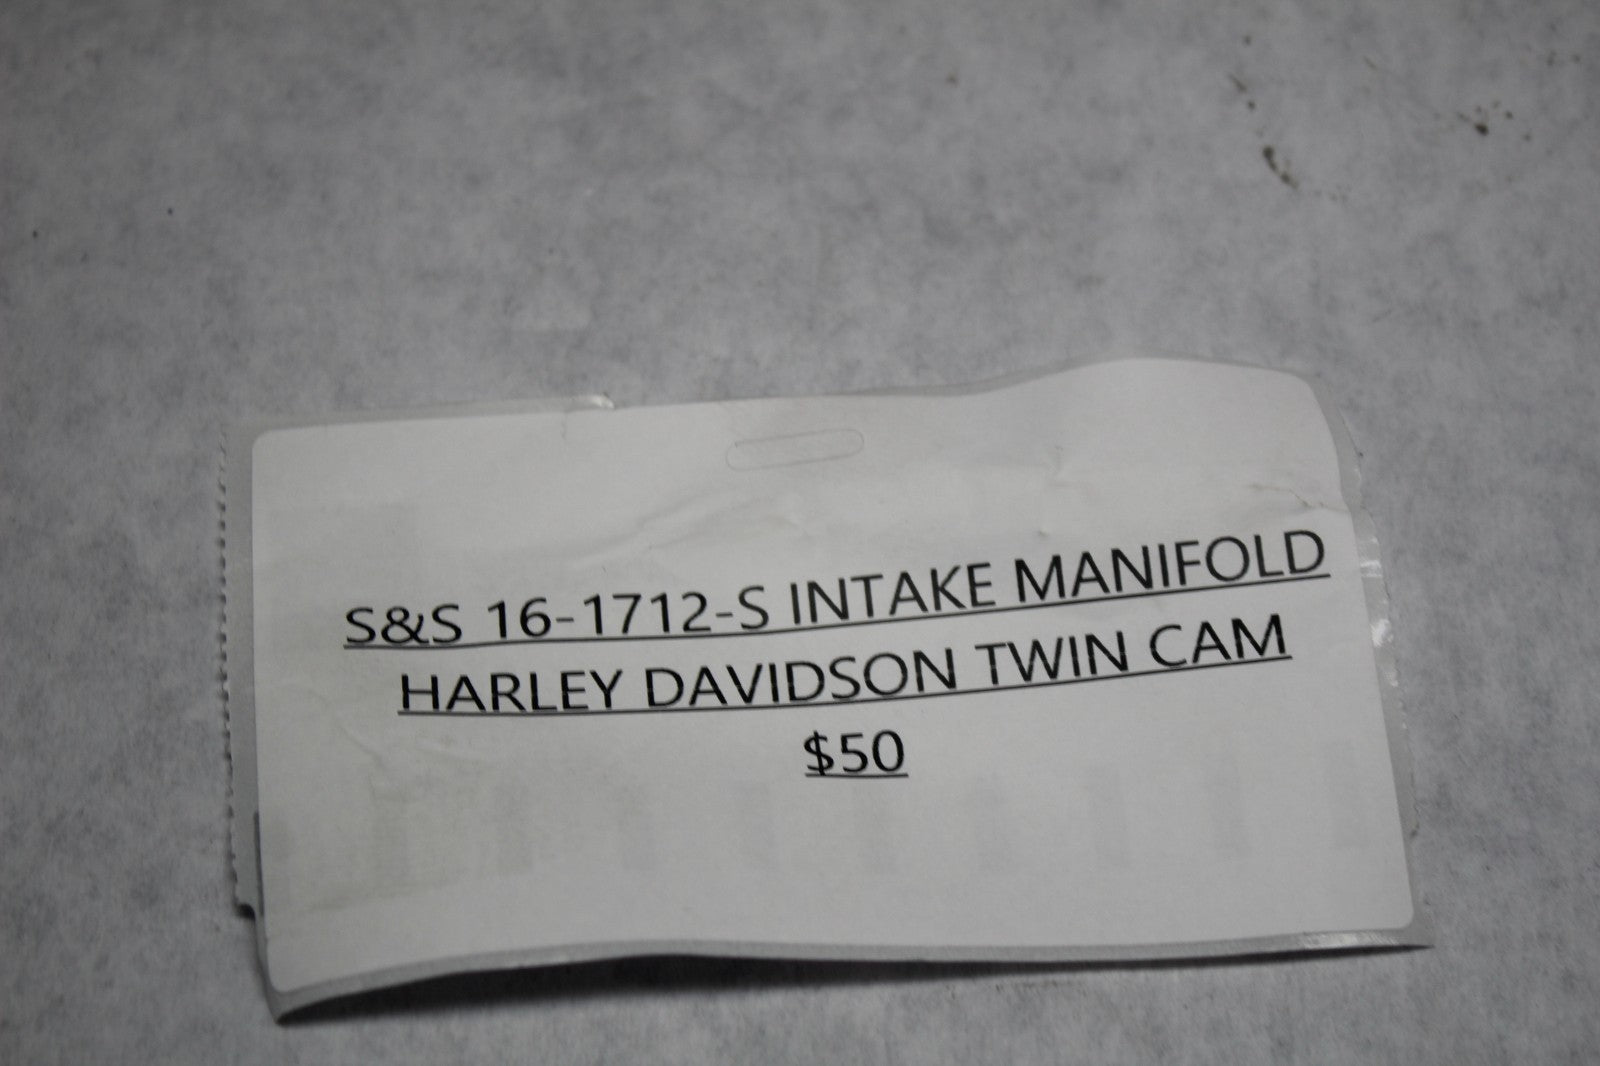 S&S 16-1712-S INTAKE MANIFOLD
HARLEY DAVIDSON TWIN CAM
$50